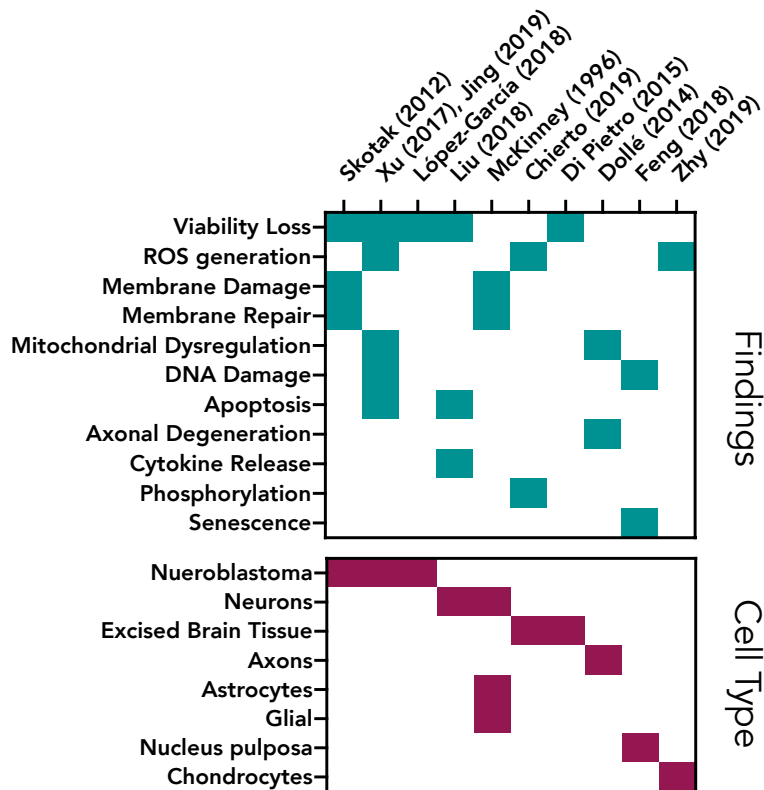 Skotak (2012)
Xu (2017), Jing (2019)
López-García (2018)
Liu (2018)
McKinney (1996)
Chierto (2019)
Di Pietro (2015)
Dollé (2014)
Feng (2018)
Zhy (2019)
Viability Loss
ROS generation
Membrane Damage
Membrane Repair
Mitochondrial Dysregulation
DNA Damage
Apoptosis
Axonal Degeneration
Cytokine Release
Phosphorylation
Senescence
Findings
Nueroblastoma
Neurons
Excised Brain Tissue
Axons
Astrocytes
Glial
Nucleus pulposa
Chondrocytes
Cell Type